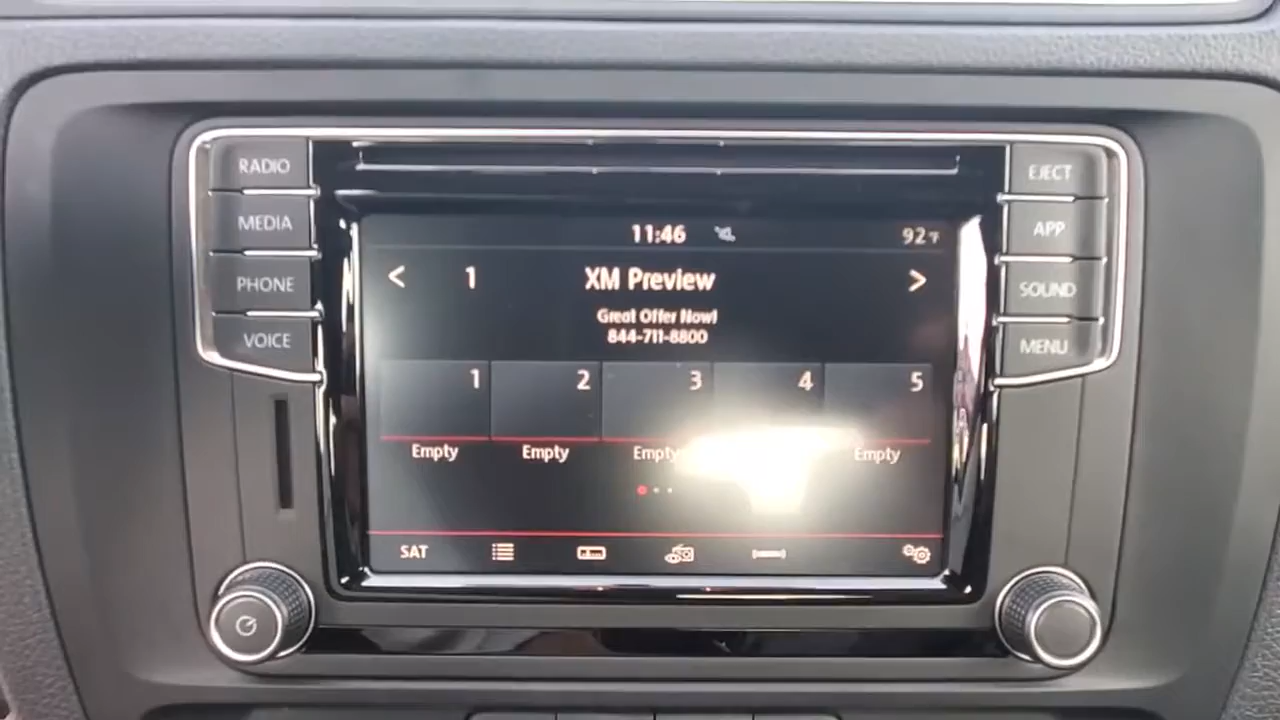 RADIO
MEDIA
PHONE
VOICE
EJECT
APP
SOUND
MENU
11:46
92°F
< 1 XM Preview >
Great Offer Now!
844-711-8800
1 2 3 4 5
Empty Empty Empty Empty
SAT